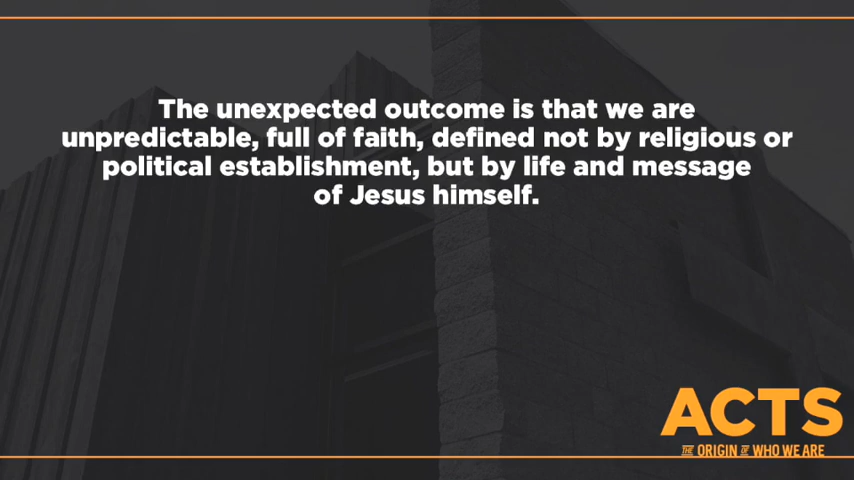 The unexpected outcome is that we are
unpredictable, full of faith, defined not by religious or
political establishment, but by life and message
of Jesus himself.
ACTS
THE ORIGIN OF WHO WE ARE